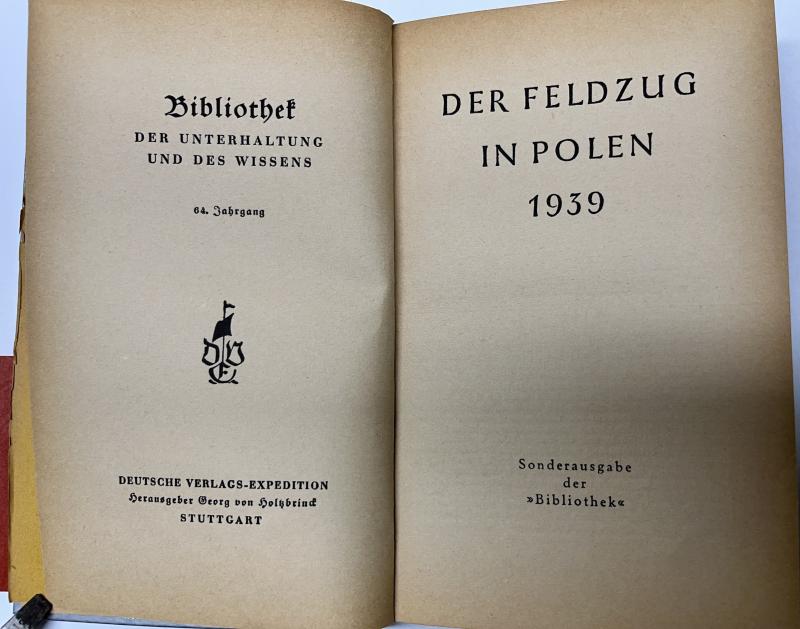 Bibliothek
DER UNTERHALTUNG
UND DES WISSENS
64. Jahrgang
DVE
DEUTSCHE VERLAGS-EXPEDITION
Herausgeber Georg von Holtzbrinck
STUTTGART
DER FELDZUG
IN POLEN
1939
Sonderausgabe
der
»Bibliothek«